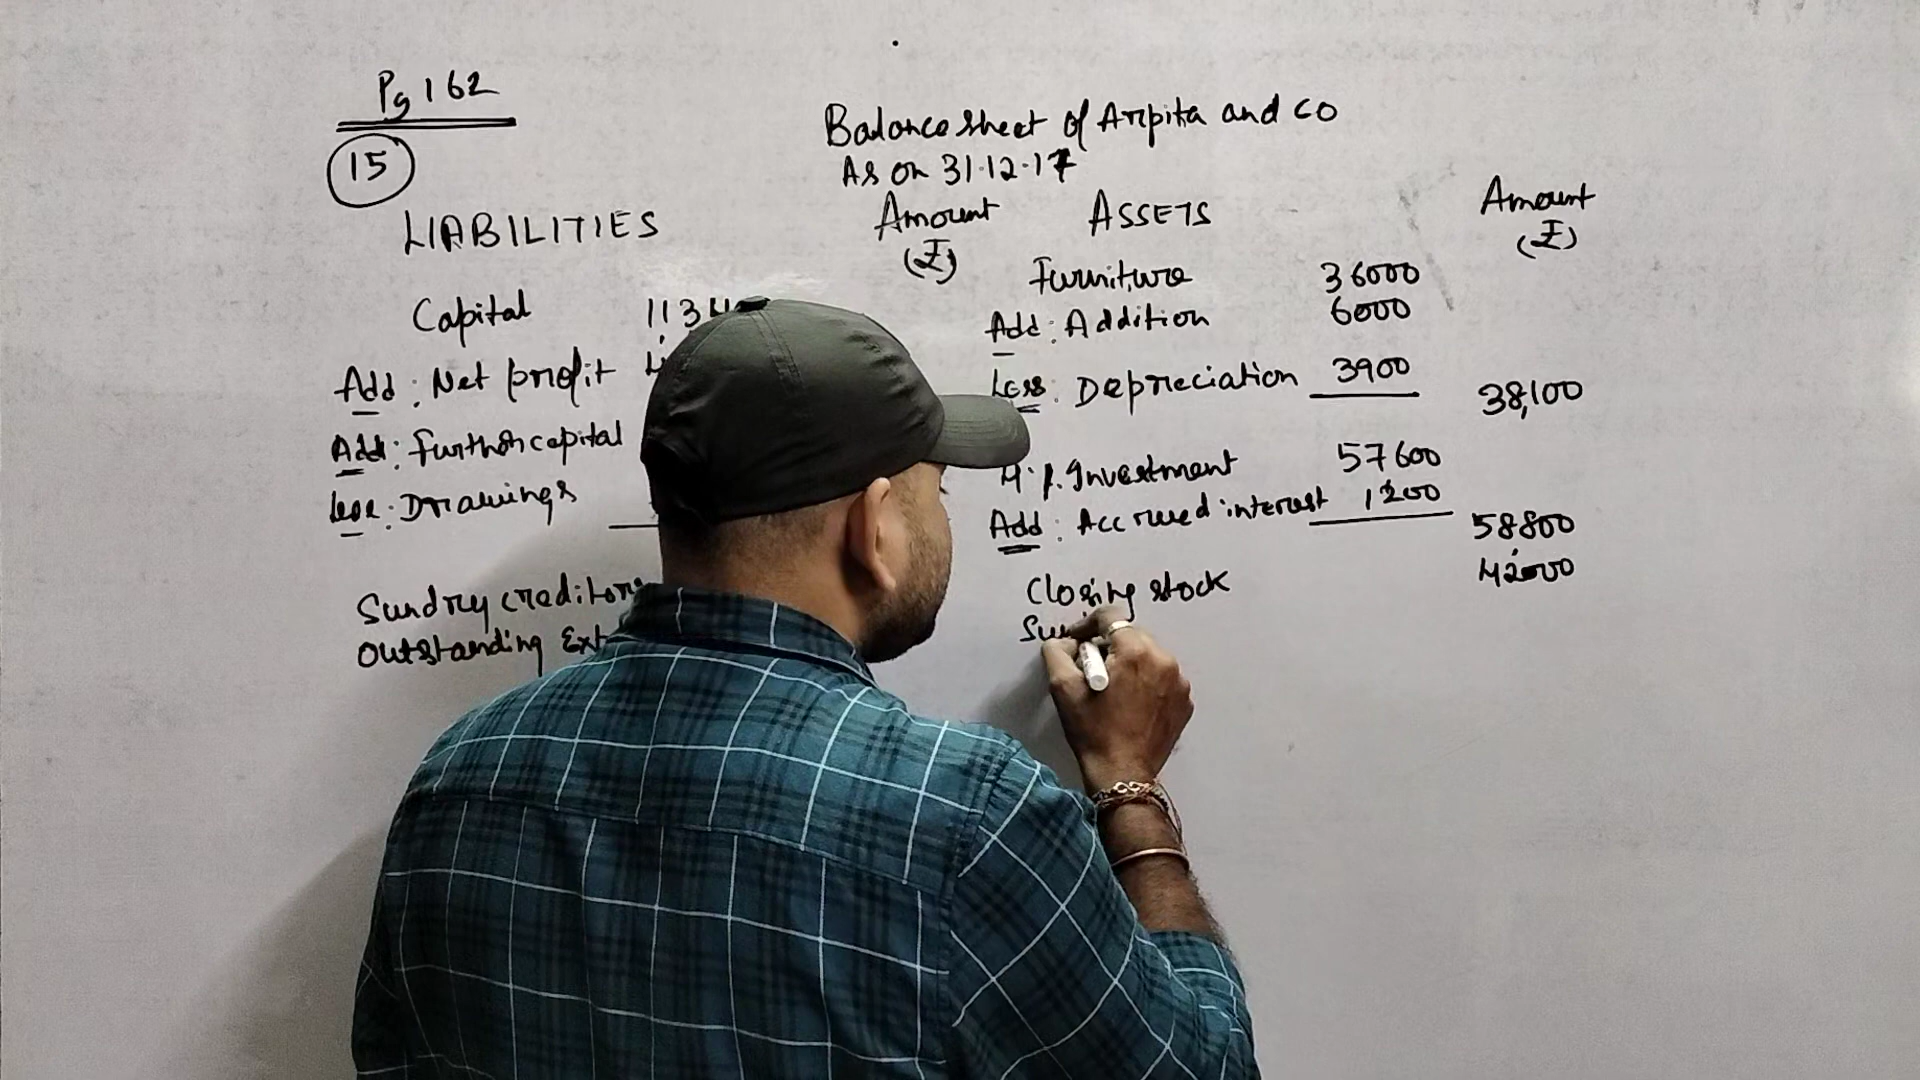 Pg 162
15
Balance sheet of Arpita and co
As on 31.12.17
LIABILITIES
Amount
(₹)
ASSETS
Amount
(₹)
Capital
Add: Net profit
Add: Further capital
Less: Drawings
Sundry creditors
Outstanding
Furniture 36000
Add: Addition 6000
Less: Depreciation 3900 38,100
Investment 57600
Add: Accrued interest 1200 58800
Closing stock 42000